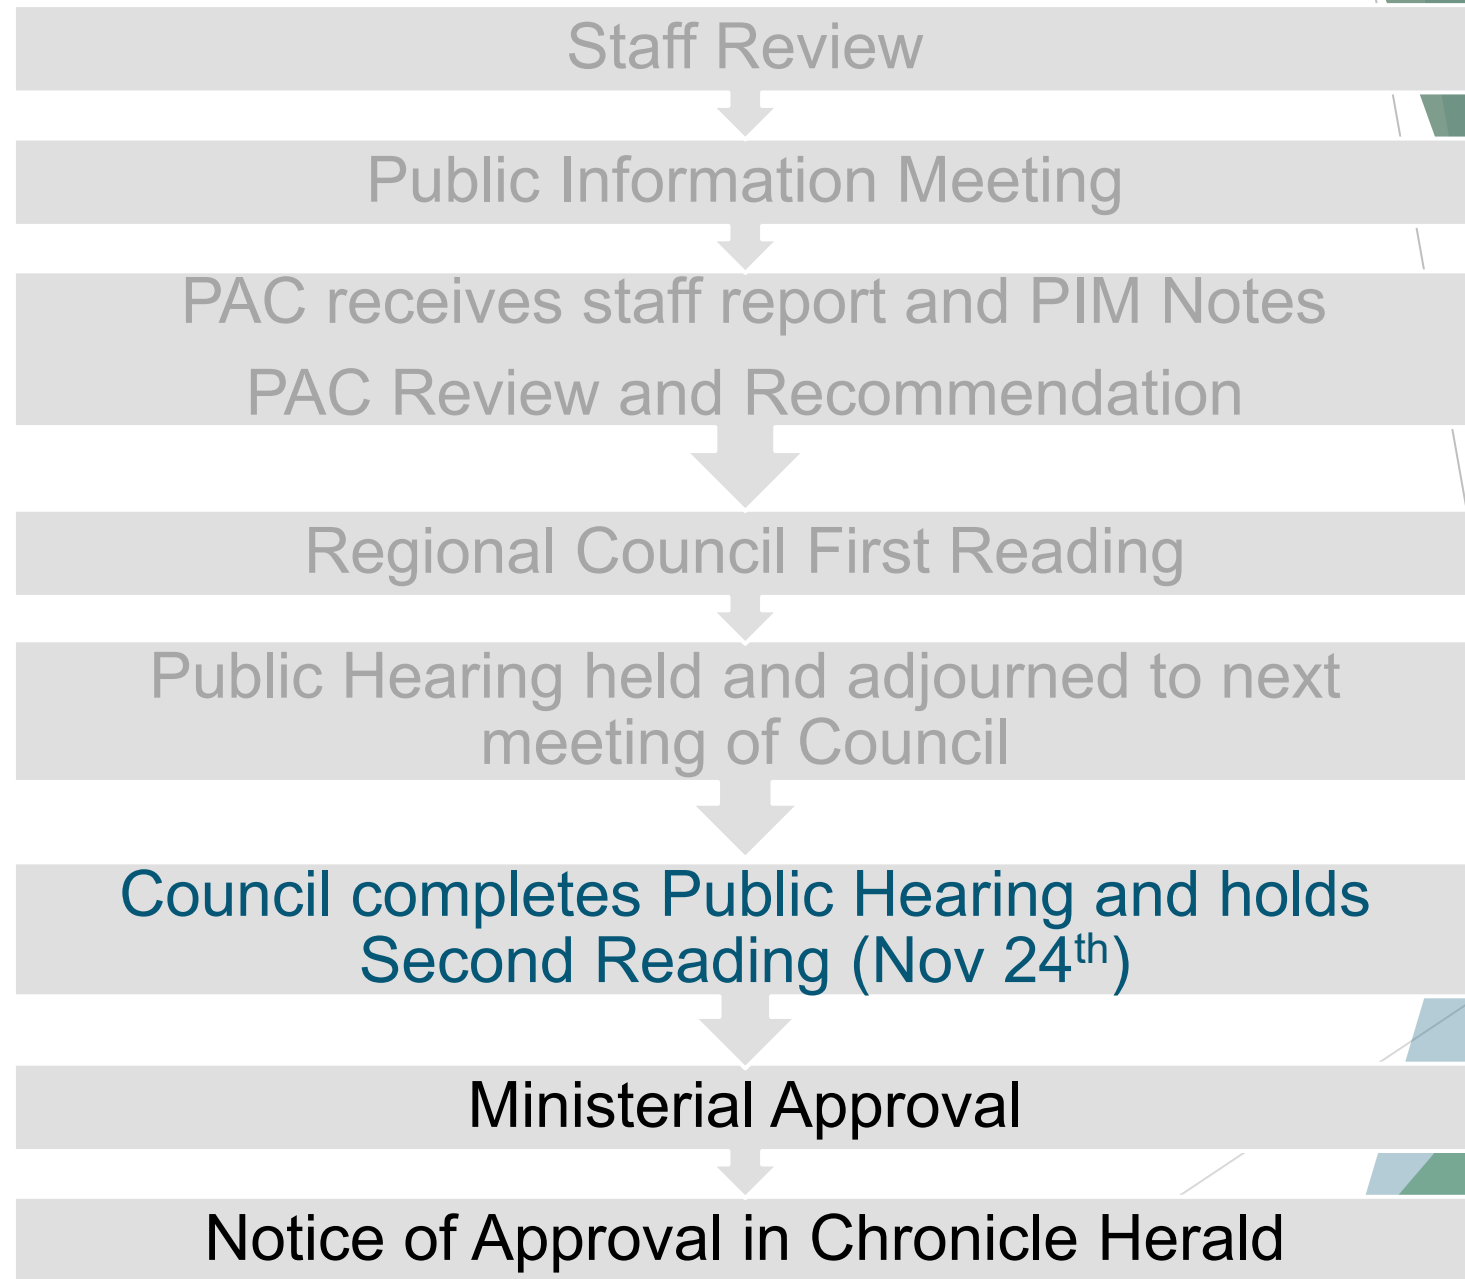 Staff Review
Public Information Meeting
PAC receives staff report and PIM Notes
PAC Review and Recommendation
Regional Council First Reading
Public Hearing held and adjourned to next
meeting of Council
Council completes Public Hearing and holds
Second Reading (Nov 24th)
Ministerial Approval
Notice of Approval in Chronicle Herald